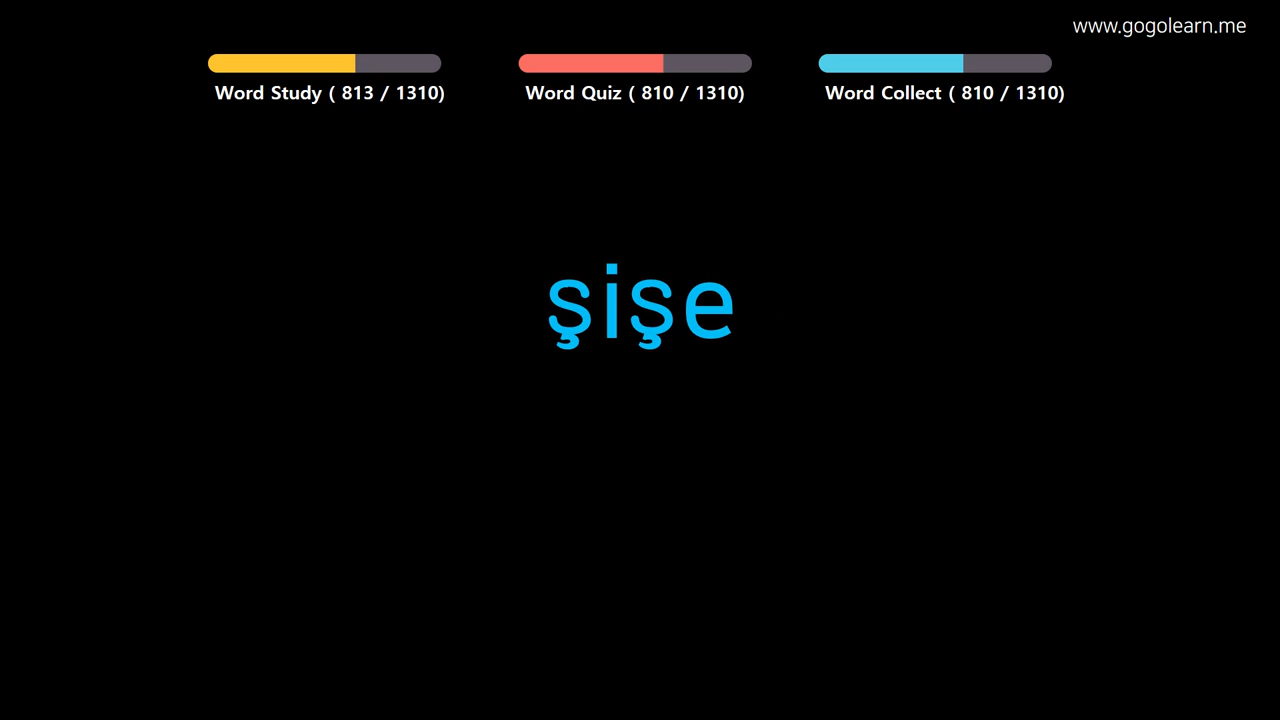 www.gogolearn.me
Word Study ( 813 / 1310)
Word Quiz ( 810 / 1310)
Word Collect ( 810 / 1310)
şişe